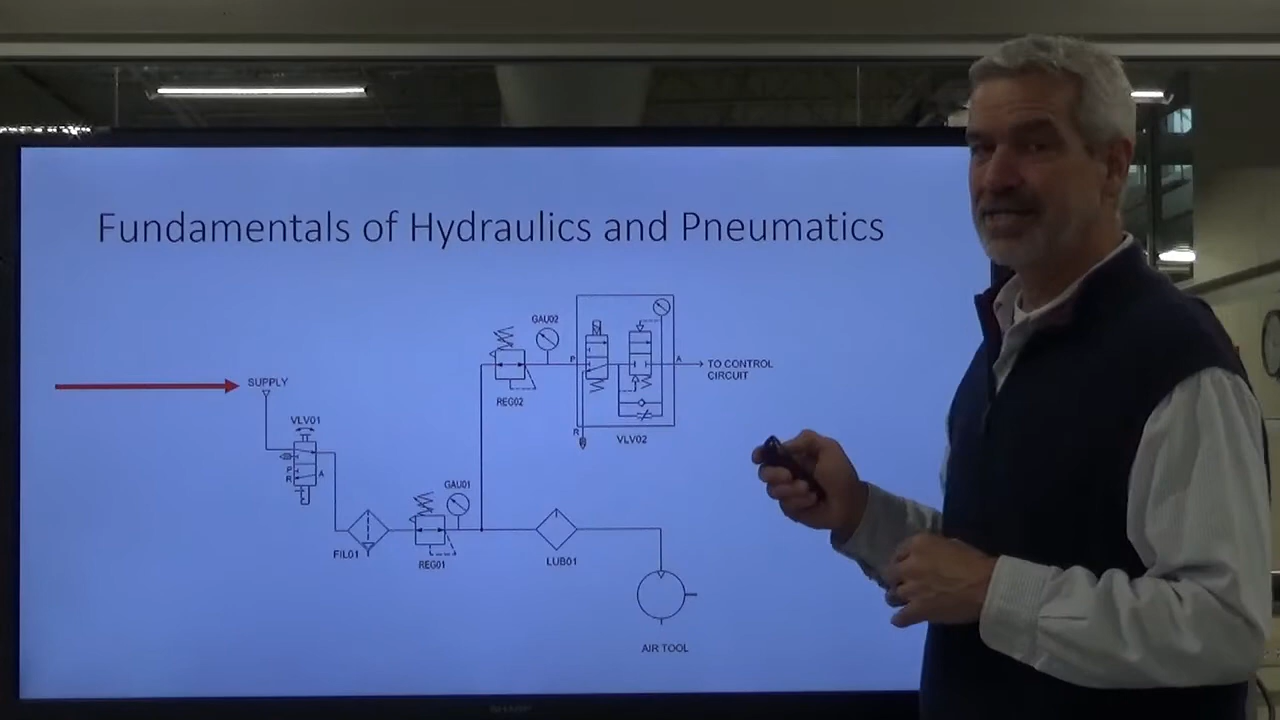 Fundamentals of Hydraulics and Pneumatics
SUPPLY
VLV01
P
R
A
FIL01
REG01
GAU01
REG02
GAU02
P
R
A
VLV02
TO CONTROL
CIRCUIT
LUB01
AIR TOOL
SHARP